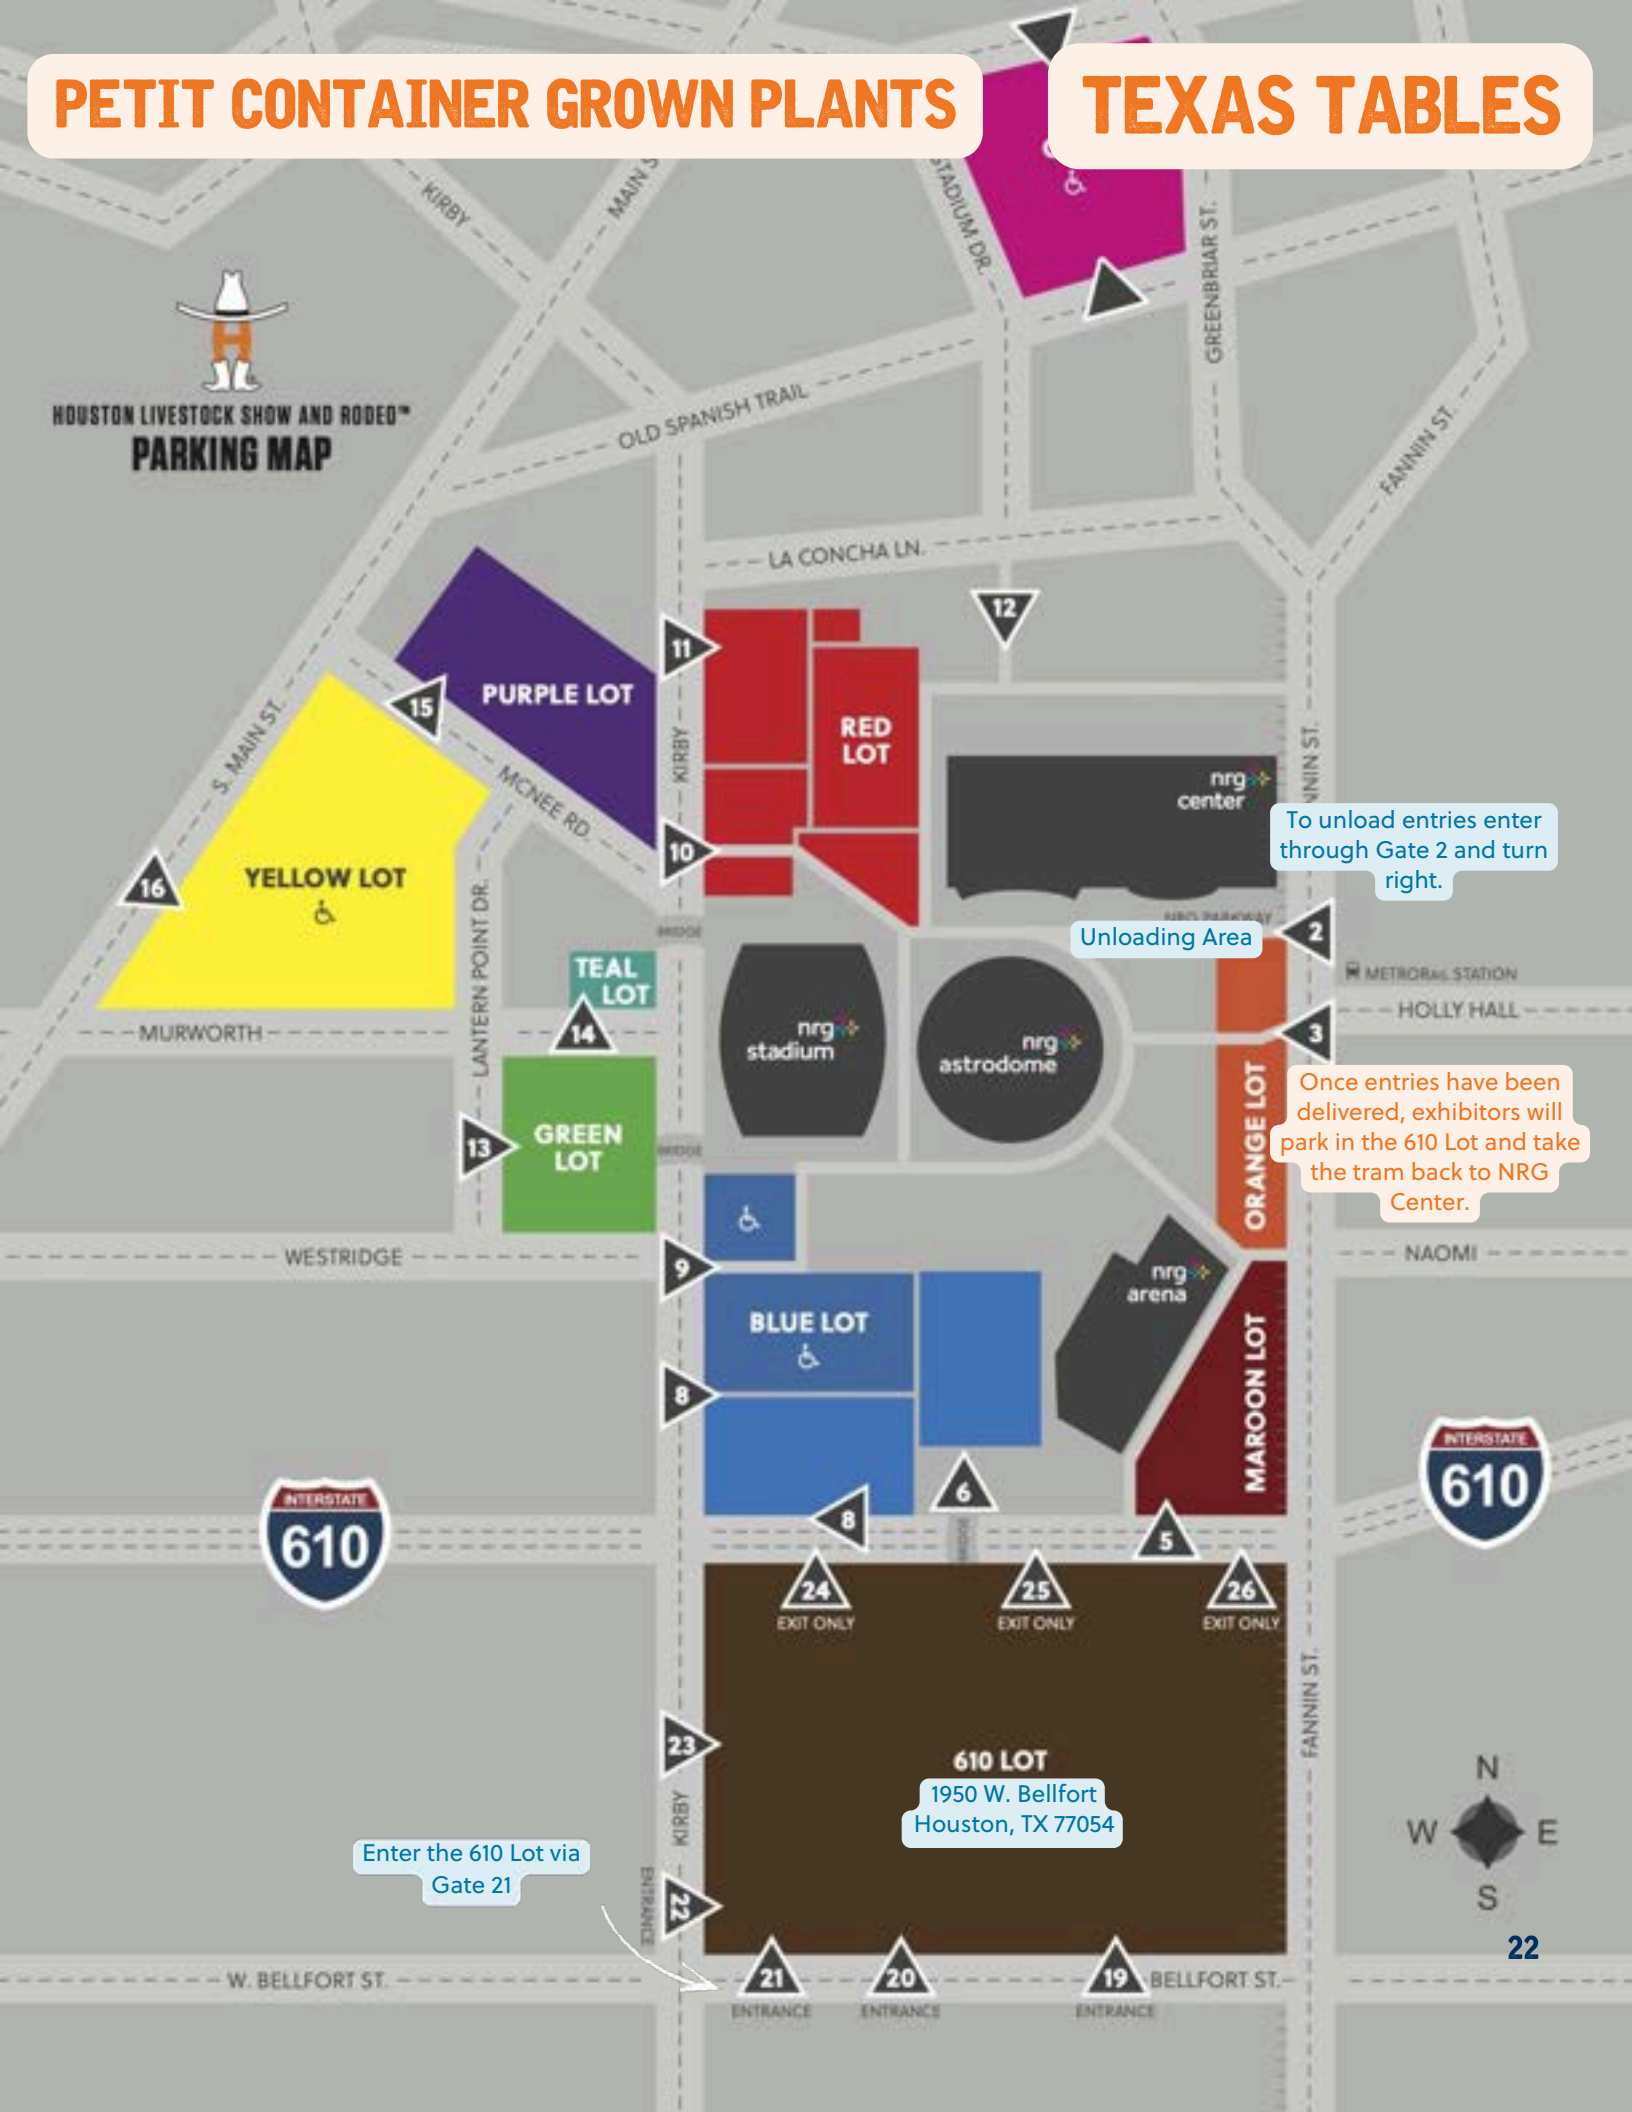 PETIT CONTAINER GROWN PLANTS
TEXAS TABLES
KIRBY
MAIN S
STADIUM DR.
GREENBRIAR ST.
HOUSTON LIVESTOCK SHOW AND RODEO™
PARKING MAP
OLD SPANISH TRAIL
FANNIN ST.
LA CONCHA LN.
12
11
PURPLE LOT
15
RED
LOT
S. MAIN ST.
KIRBY
MCNEE RD.
NNIN ST.
nrg
center
To unload entries enter
through Gate 2 and turn
right.
10
16
YELLOW LOT
LANTERN POINT DR.
BRIDGE
NRG PARKWAY
Unloading Area
2
TEAL
LOT
METRORAIL STATION
HOLLY HALL
14
MURWORTH
nrg
stadium
nrg
astrodome
3
ORANGE LOT
Once entries have been
delivered, exhibitors will
park in the 610 Lot and take
the tram back to NRG
Center.
13
GREEN
LOT
BRIDGE
WESTRIDGE
9
NAOMI
nrg
arena
BLUE LOT
MAROON LOT
8
INTERSTATE
610
INTERSTATE
610
6
8
5
BRIDGE
24
EXIT ONLY
25
EXIT ONLY
26
EXIT ONLY
FANNIN ST.
23
610 LOT
1950 W. Bellfort
Houston, TX 77054
KIRBY
N
W
E
S
Enter the 610 Lot via
Gate 21
ENTRANCE
22
22
W. BELLFORT ST.
21
ENTRANCE
20
ENTRANCE
19
ENTRANCE
BELLFORT ST.